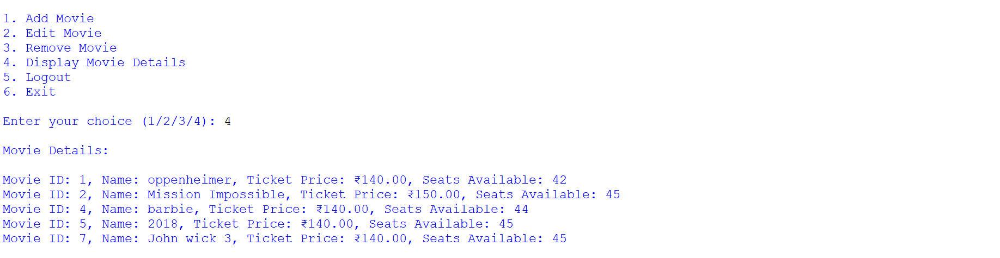 1. Add Movie
2. Edit Movie
3. Remove Movie
4. Display Movie Details
5. Logout
6. Exit
Enter your choice (1/2/3/4): 4
Movie Details:
Movie ID: 1, Name: oppenheimer, Ticket Price: ₹140.00, Seats Available: 42
Movie ID: 2, Name: Mission Impossible, Ticket Price: ₹150.00, Seats Available: 45
Movie ID: 4, Name: barbie, Ticket Price: ₹140.00, Seats Available: 44
Movie ID: 5, Name: 2018, Ticket Price: ₹140.00, Seats Available: 45
Movie ID: 7, Name: John wick 3, Ticket Price: ₹140.00, Seats Available: 45